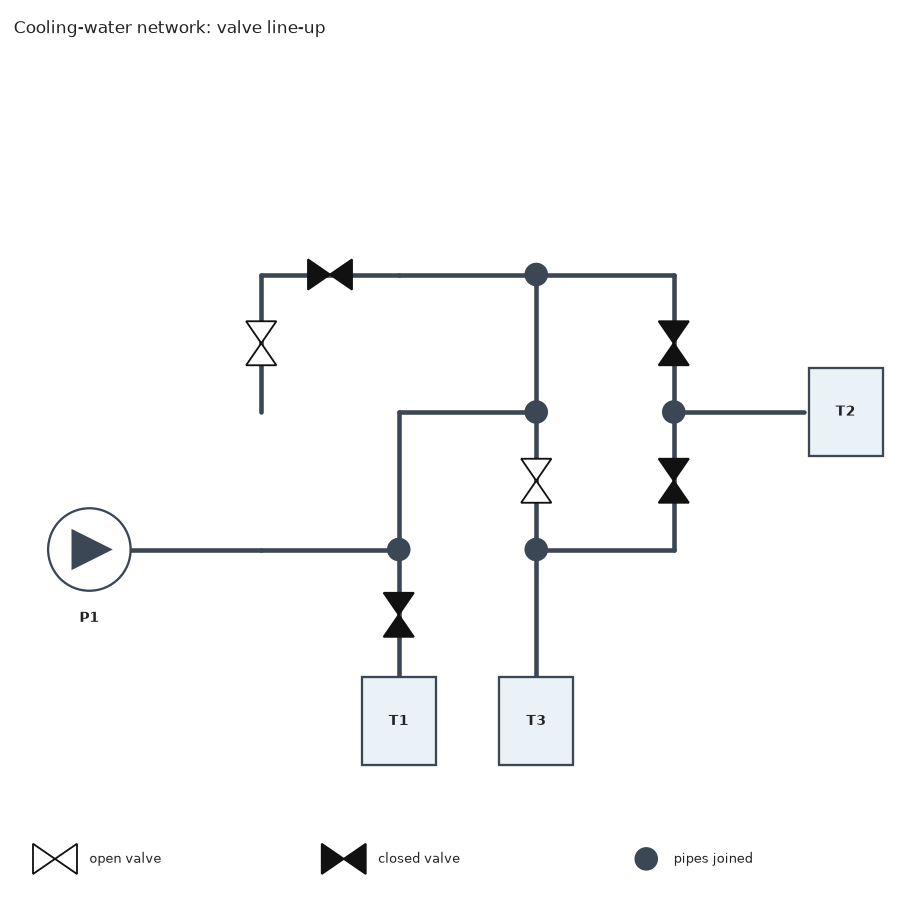 Cooling-water network: valve line-up
T2
P1
T1
T3
open valve
closed valve
pipes joined